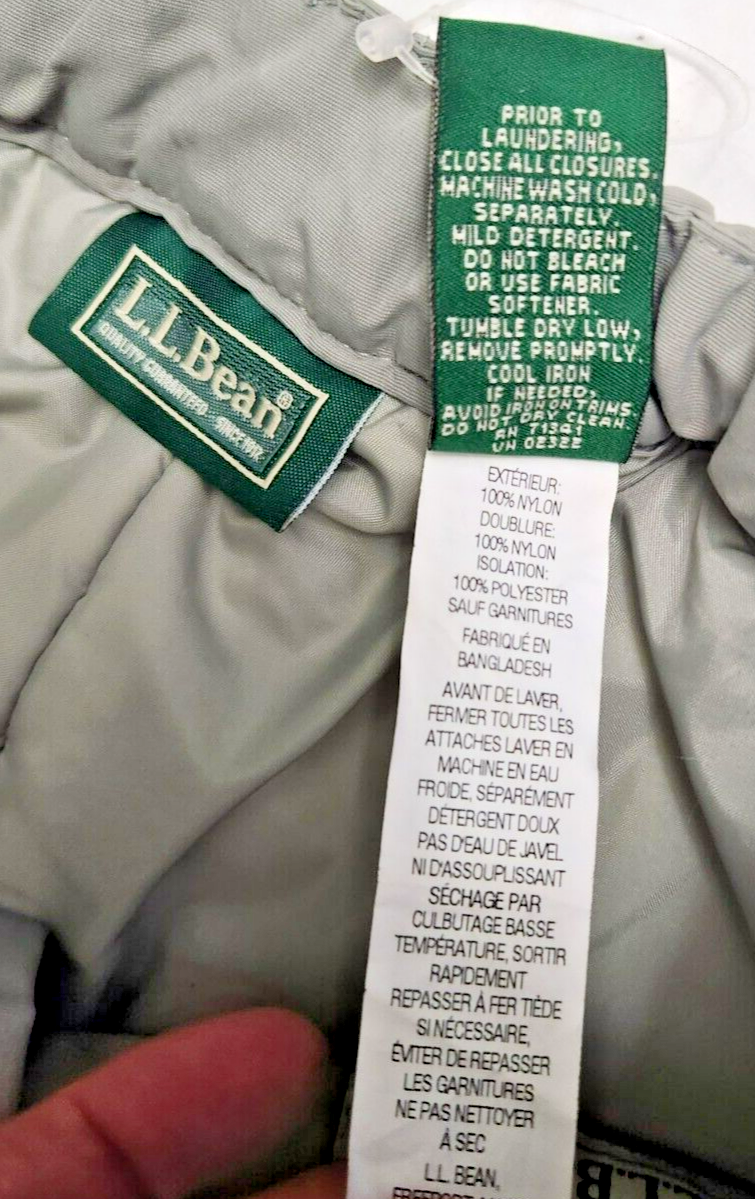 L.L.Bean®
QUALITY GUARANTEED SINCE 1912
PRIOR TO
LAUNDERING,
CLOSE ALL CLOSURES.
MACHINE WASH COLD,
SEPARATELY.
MILD DETERGENT.
DO NOT BLEACH
OR USE FABRIC
SOFTENER.
TUMBLE DRY LOW,
REMOVE PROMPTLY.
COOL IRON
IF NEEDED,
AVOID IRON ON TRIMS.
DO NOT DRY CLEAN.
RN 71341
VN 02322
EXTÉRIEUR:
100% NYLON
DOUBLURE:
100% NYLON
ISOLATION:
100% POLYESTER
SAUF GARNITURES
FABRIQUÉ EN
BANGLADESH
AVANT DE LAVER,
FERMER TOUTES LES
ATTACHES LAVER EN
MACHINE EN EAU
FROIDE, SÉPARÉMENT
DÉTERGENT DOUX
PAS D'EAU DE JAVEL
NI D'ASSOUPLISSANT
SÉCHAGE PAR
CULBUTAGE BASSE
TEMPÉRATURE, SORTIR
RAPIDEMENT
REPASSER À FER TIÈDE
SI NÉCESSAIRE,
ÉVITER DE REPASSER
LES GARNITURES
NE PAS NETTOYER
À SEC
L.L. BEAN,
L.L.B